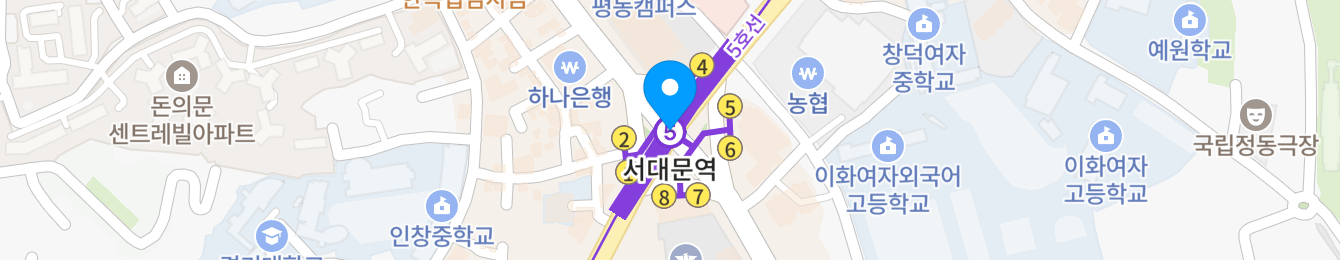 평동캠퍼스
5호선
4
창덕여자
중학교
예원학교
돈의문
센트레빌아파트
하나은행
농협
5
2
5
6
국립정동극장
서대문역
이화여자외국어
고등학교
이화여자
고등학교
8
7
인창중학교